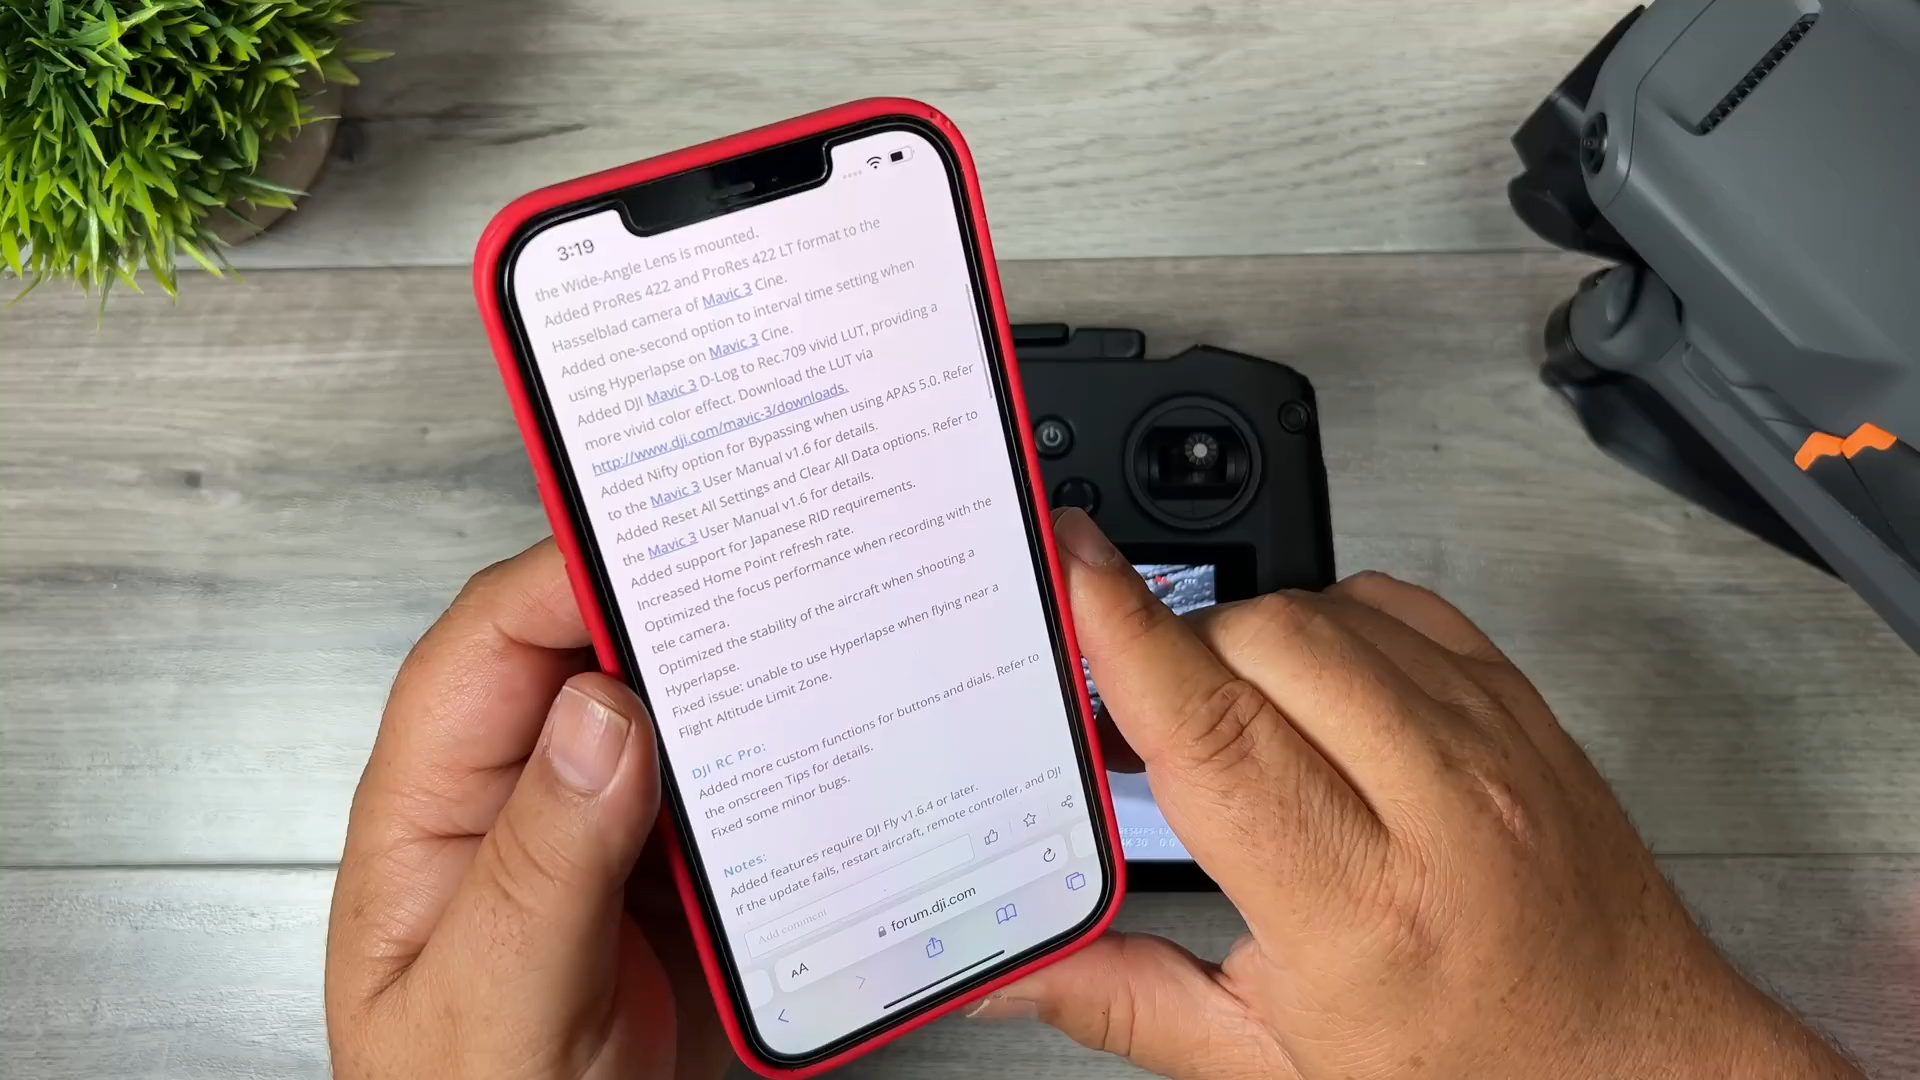 3:19
the Wide-Angle Lens is mounted.
Added ProRes 422 and ProRes 422 LT format to the
Hasselblad camera of Mavic 3 Cine.
Added one-second option to interval time setting when
using Hyperlapse on Mavic 3 Cine.
Added DJI Mavic 3 D-Log to Rec.709 vivid LUT, providing a
more vivid color effect. Download the LUT via
http://www.dji.com/mavic-3/downloads.
Added Nifty option for Bypassing when using APAS 5.0. Refer
to the Mavic 3 User Manual v1.6 for details.
Added Reset All Settings and Clear All Data options. Refer to
the Mavic 3 User Manual v1.6 for details.
Added support for Japanese RID requirements.
Increased Home Point refresh rate.
Optimized the focus performance when recording with the
tele camera.
Optimized the stability of the aircraft when shooting a
Hyperlapse.
Fixed issue: unable to use Hyperlapse when flying near a
Flight Altitude Limit Zone.
DJI RC Pro:
Added more custom functions for buttons and dials. Refer to
the onscreen Tips for details.
Fixed some minor bugs.
Notes:
Added features require DJI Fly v1.6.4 or later.
If the update fails, restart aircraft, remote controller, and DJI
Add comment
AA
forum.dji.com